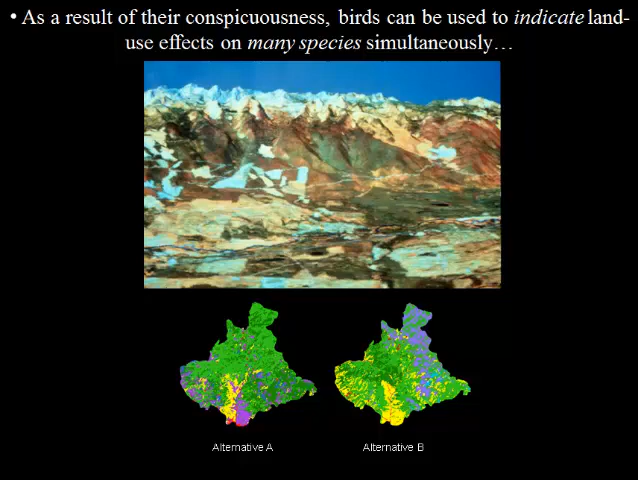 • As a result of their conspicuousness, birds can be used to indicate land-
use effects on many species simultaneously…
Alternative A
Alternative B